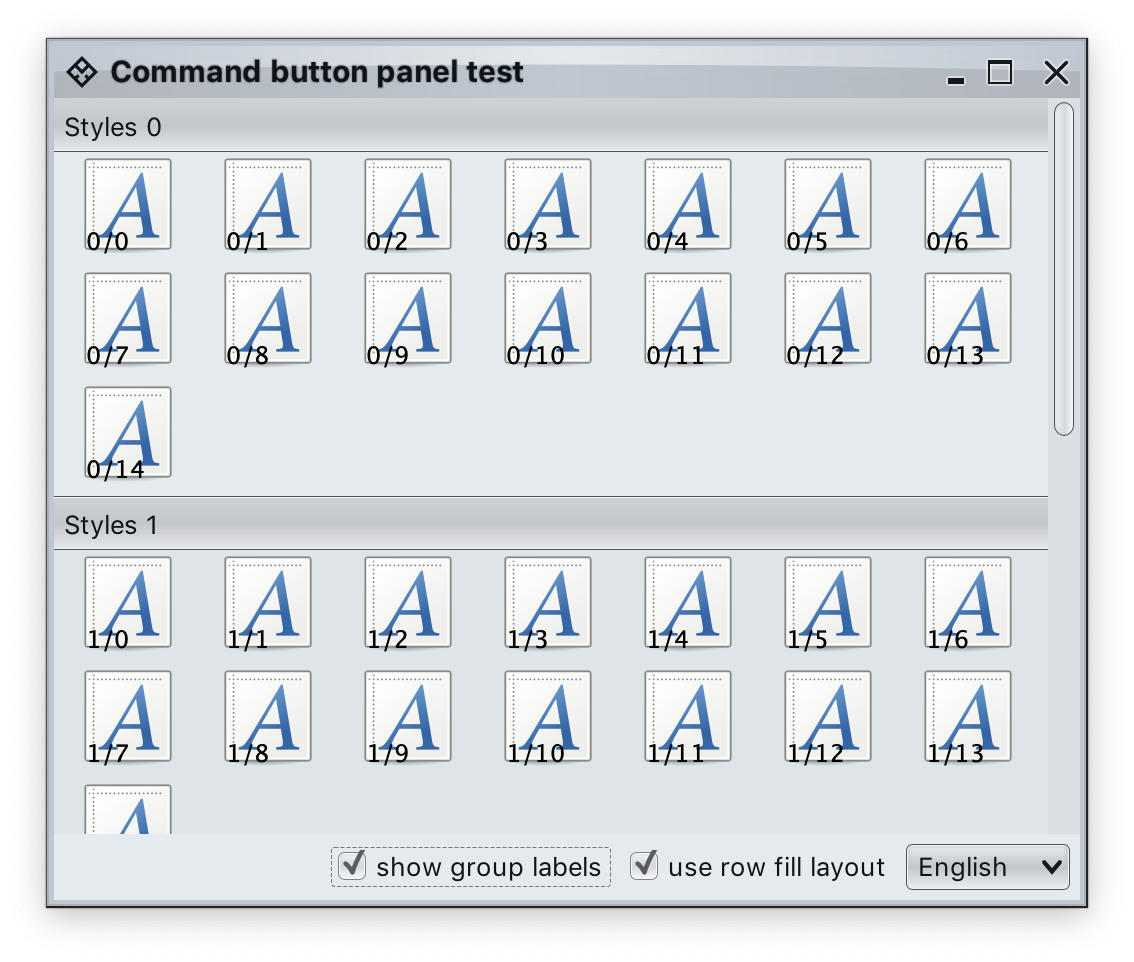 Command button panel test
Styles 0
0/0 0/1 0/2 0/3 0/4 0/5 0/6
0/7 0/8 0/9 0/10 0/11 0/12 0/13
0/14
Styles 1
1/0 1/1 1/2 1/3 1/4 1/5 1/6
1/7 1/8 1/9 1/10 1/11 1/12 1/13
show group labels use row fill layout English